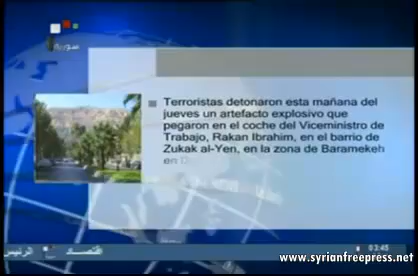 سورية
Terroristas detonaron esta mañana del
jueves un artefacto explosivo que
pegaron en el coche del Viceministro de
Trabajo, Rakan Ibrahim, en el barrio de
Zukak al-Yen, en la zona de Baramekeh
en D
03:45
اقتصاد الرئيس
www.syrianfreepress.net